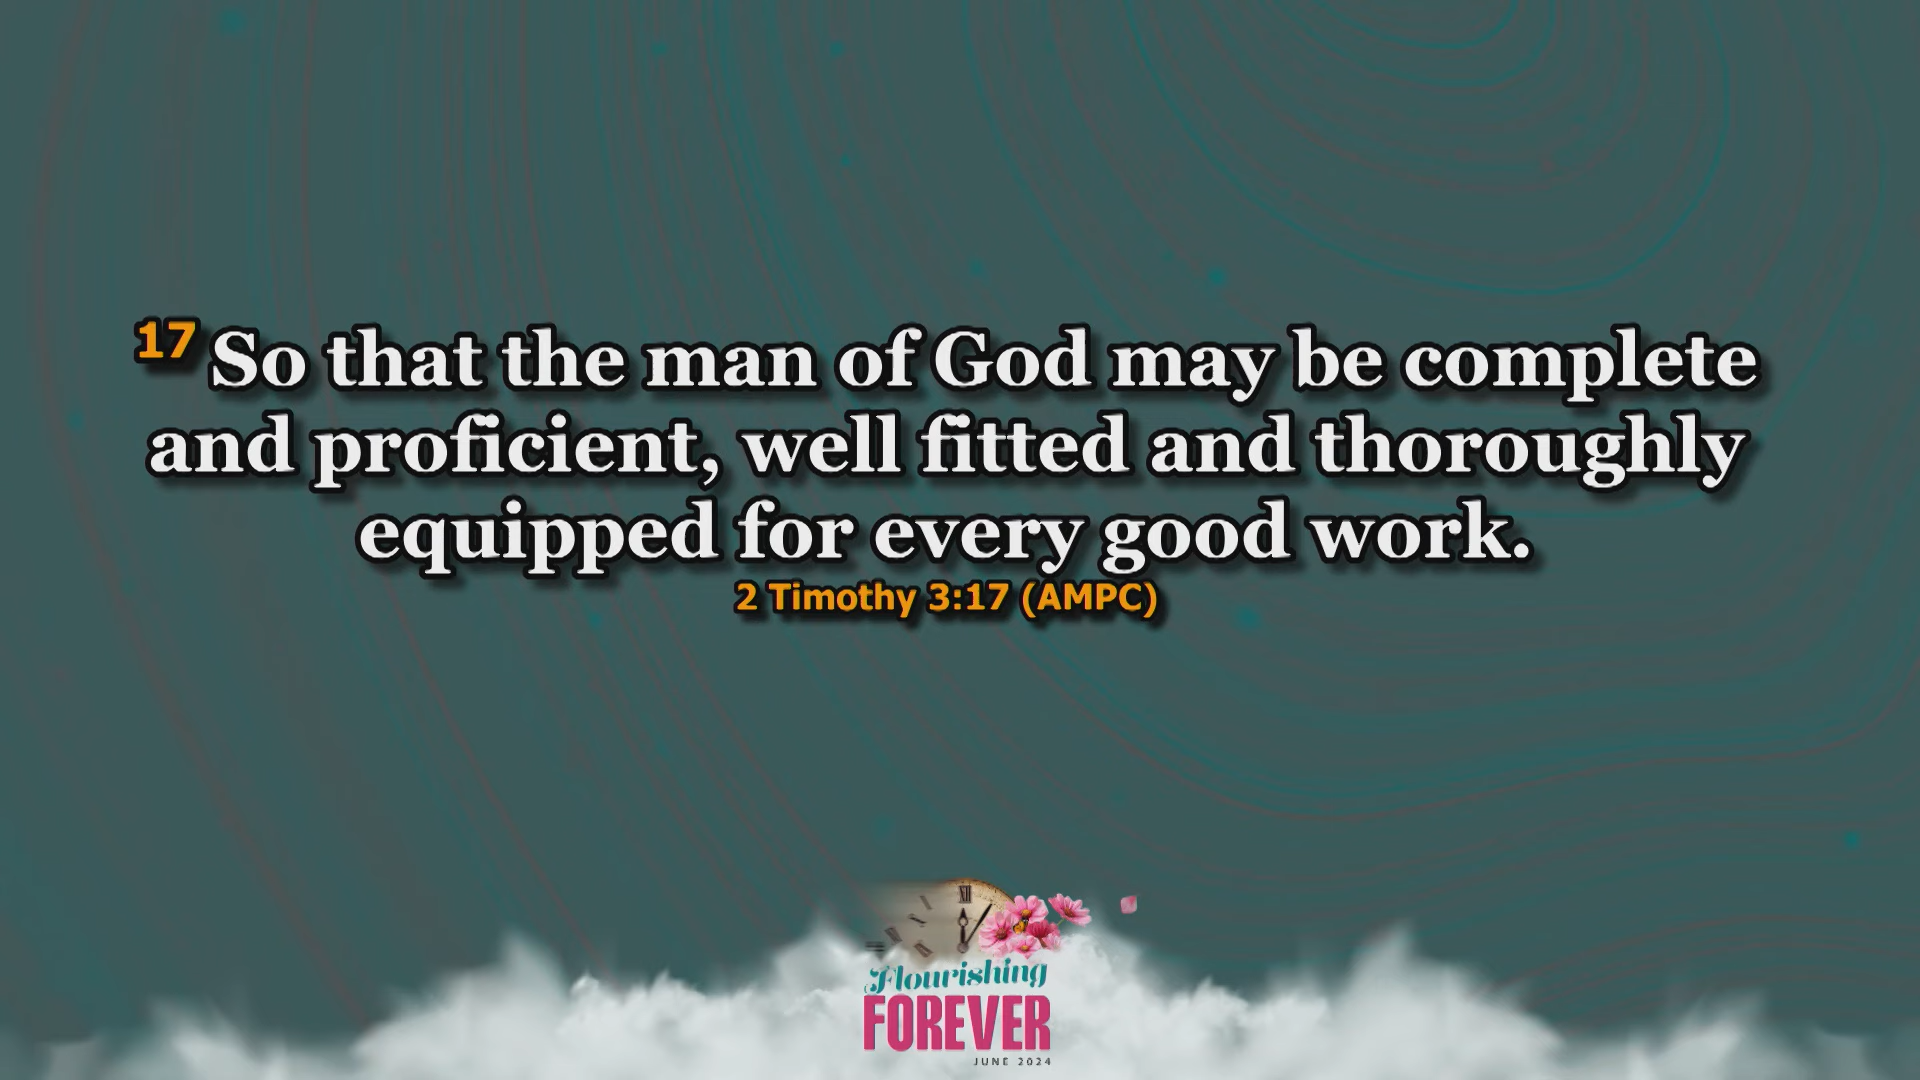 17 So that the man of God may be complete
and proficient, well fitted and thoroughly
equipped for every good work.
2 Timothy 3:17 (AMPC)
XII
Flourishing
FOREVER
JUNE 2024